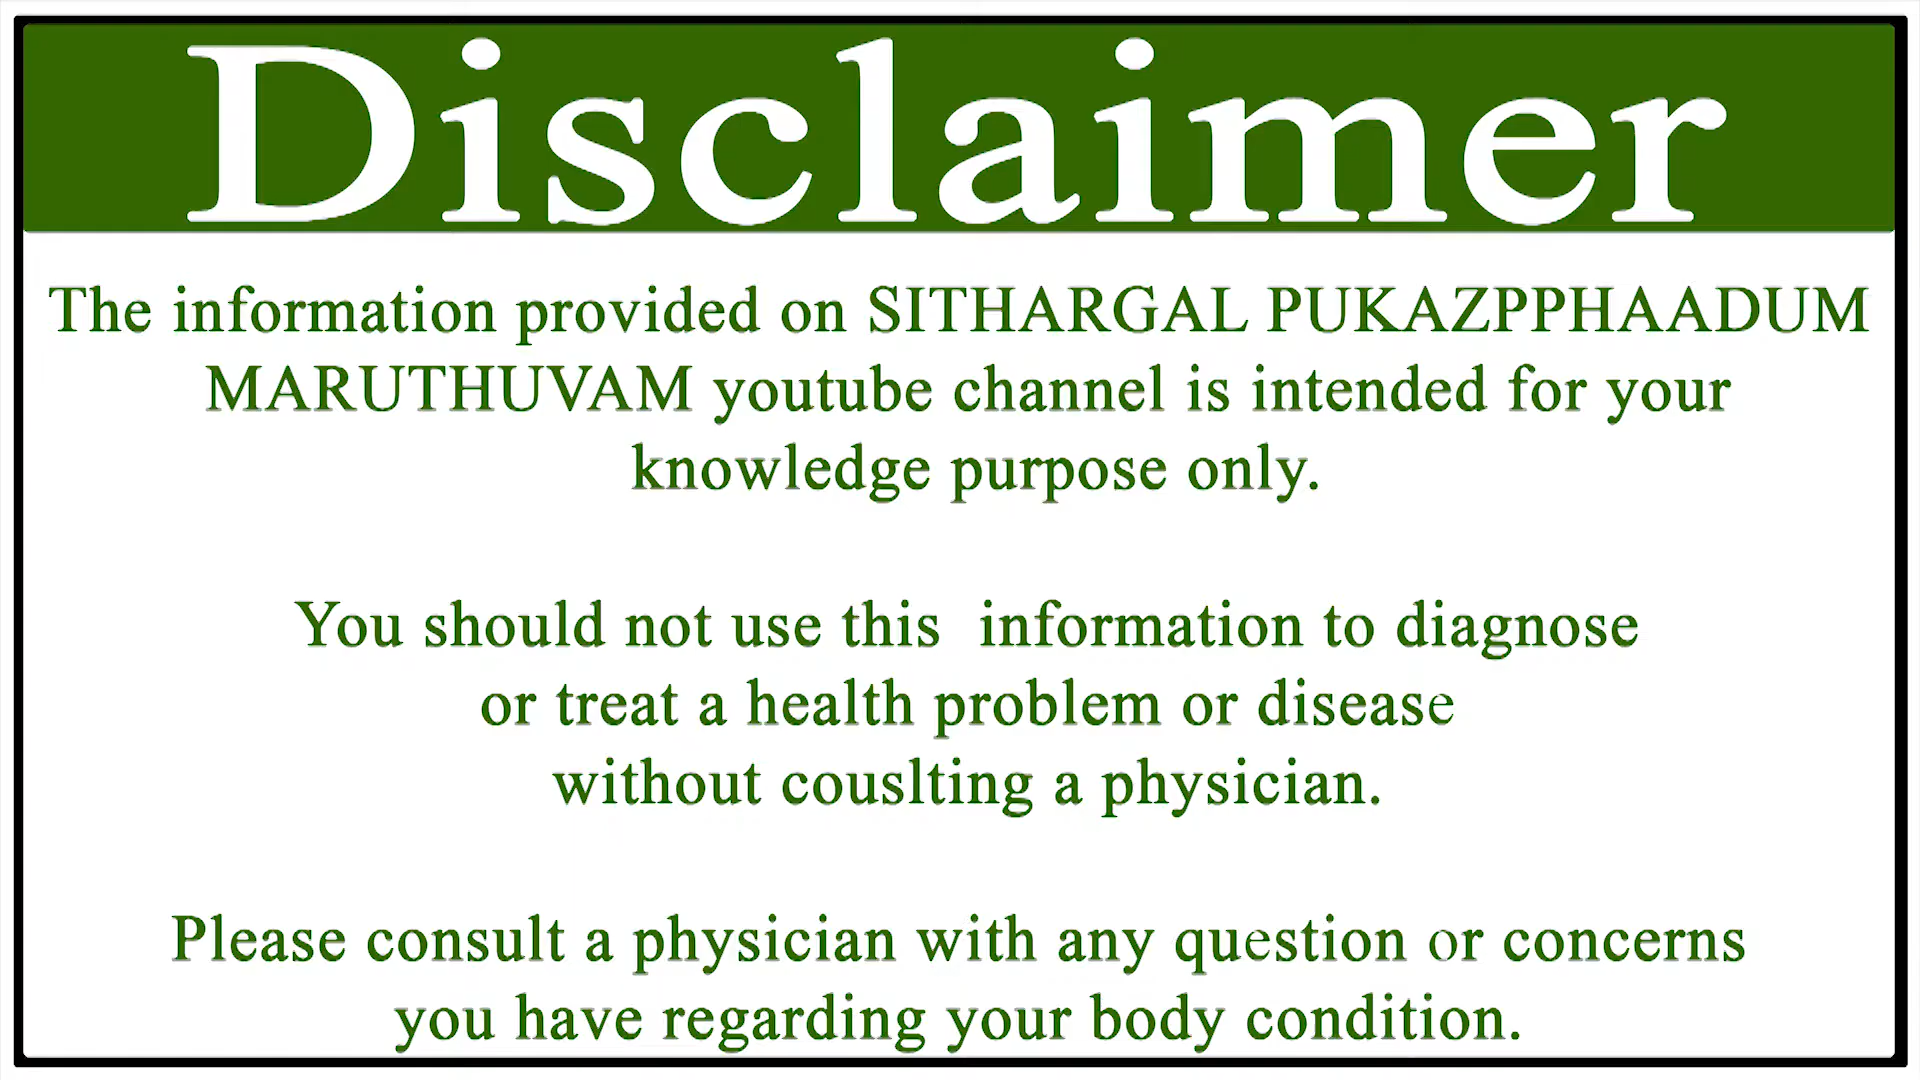 Disclaimer
The information provided on SITHARGAL PUKAZPPHAADUM
MARUTHUVAM youtube channel is intended for your
knowledge purpose only.
You should not use this  information to diagnose
or treat a health problem or disease
without couslting a physician.
Please consult a physician with any question or concerns
you have regarding your body condition.